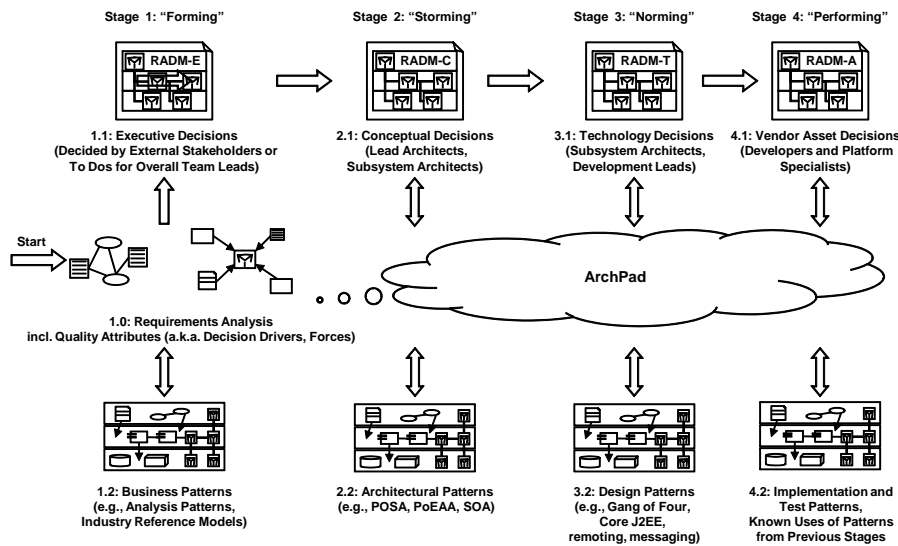 Stage 1: “Forming”
Stage 2: “Storming”
Stage 3: “Norming”
Stage 4: “Performing”
RADM-E
RADM-C
RADM-T
RADM-A
1.1: Executive Decisions
(Decided by External Stakeholders or
To Dos for Overall Team Leads)
2.1: Conceptual Decisions
(Lead Architects,
Subsystem Architects)
3.1: Technology Decisions
(Subsystem Architects,
Development Leads)
4.1: Vendor Asset Decisions
(Developers and Platform
Specialists)
Start
ArchPad
1.0: Requirements Analysis
incl. Quality Attributes (a.k.a. Decision Drivers, Forces)
1.2: Business Patterns
(e.g., Analysis Patterns,
Industry Reference Models)
2.2: Architectural Patterns
(e.g., POSA, PoEAA, SOA)
3.2: Design Patterns
(e.g., Gang of Four,
Core J2EE,
remoting, messaging)
4.2: Implementation and
Test Patterns,
Known Uses of Patterns
from Previous Stages